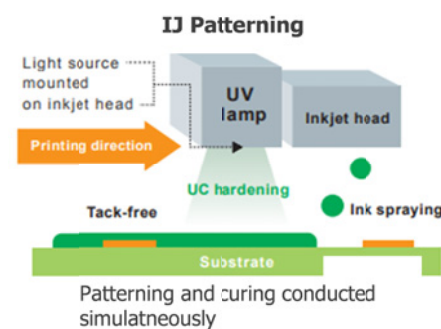 IJ Patterning
Light source
mounted
on inkjet head
UV
lamp
Inkjet head
Printing direction
UC hardening
Tack-free
Ink spraying
Substrate
Patterning and curing conducted
simulatneously